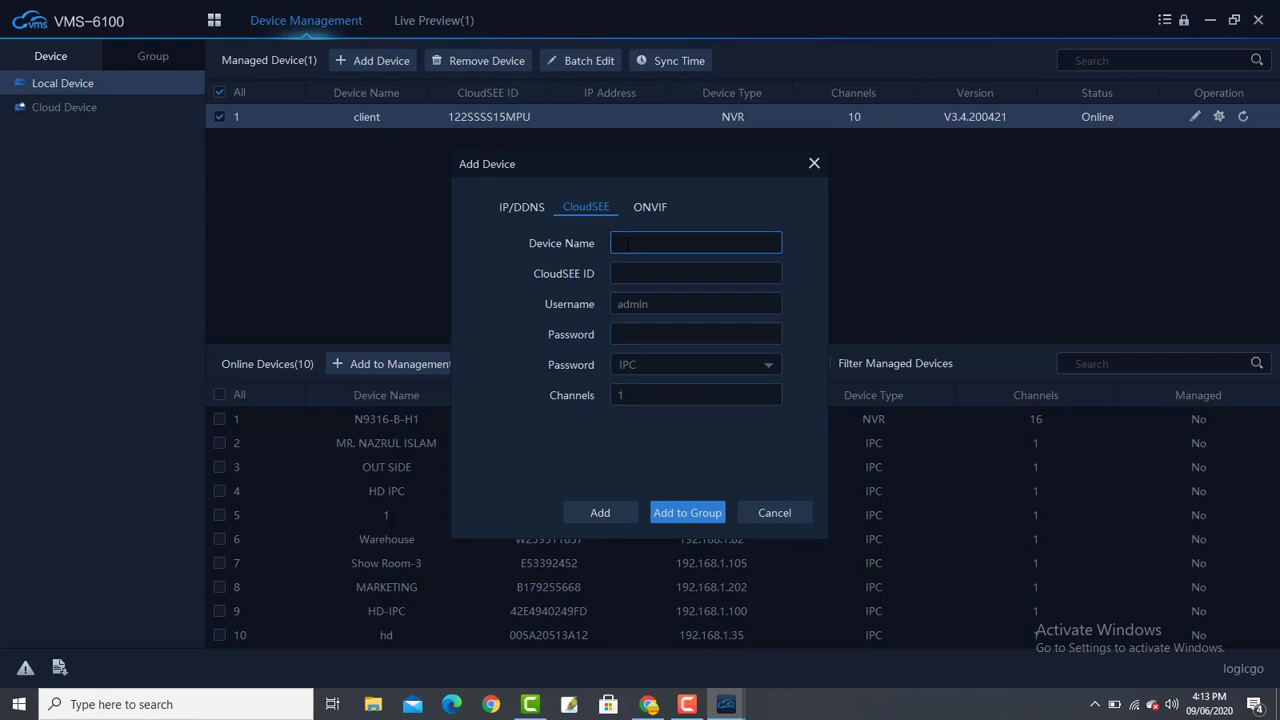 vms VMS-6100 Device Management Live Preview(1)
Device Group Managed Device(1) Add Device Remove Device Batch Edit Sync Time Search
Local Device
Cloud Device
All Device Name CloudSEE ID IP Address Device Type Channels Version Status Operation
1 client 122SSSS15MPU NVR 10 V3.4.200421 Online
Add Device
IP/DDNS CloudSEE ONVIF
Device Name
CloudSEE ID
Username admin
Password
Password IPC
Channels 1
Add Add to Group Cancel
Online Devices(10) Add to Management Filter Managed Devices Search
All Device Name Device Type Channels Managed
1 N9316-B-H1 NVR 16 No
2 MR. NAZRUL ISLAM IPC 1 No
3 OUT SIDE IPC 1 No
4 HD IPC IPC 1 No
5 1 IPC 1 No
6 Warehouse 192.168.1.82 IPC 1 No
7 Show Room-3 E53392452 192.168.1.105 IPC 1 No
8 MARKETING B179255668 192.168.1.202 IPC 1 No
9 HD-IPC 42E4940249FD 192.168.1.100 IPC 1 No
10 hd 005A20513A12 192.168.1.35 IPC 1 No
Activate Windows
Go to Settings to activate Windows.
logicgo
Type here to search
4:13 PM
09/06/2020
4